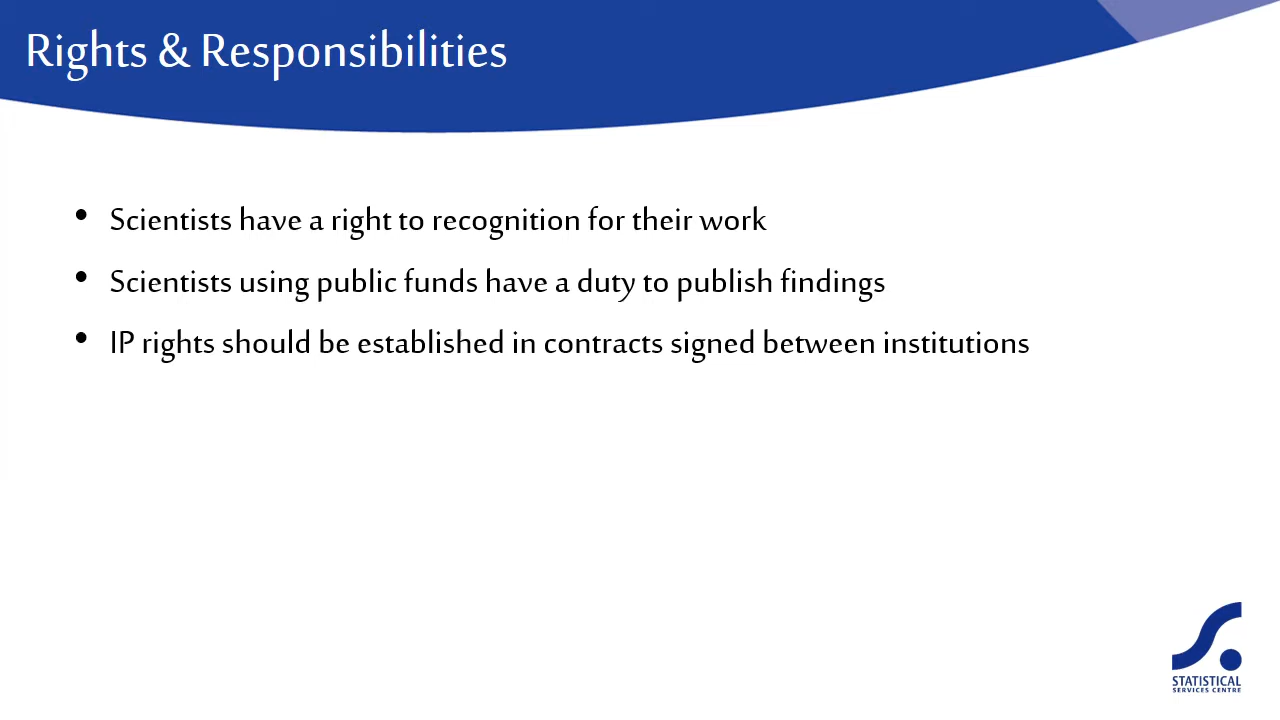 Rights & Responsibilities
• Scientists have a right to recognition for their work
• Scientists using public funds have a duty to publish findings
• IP rights should be established in contracts signed between institutions
STATISTICAL
SERVICES CENTRE